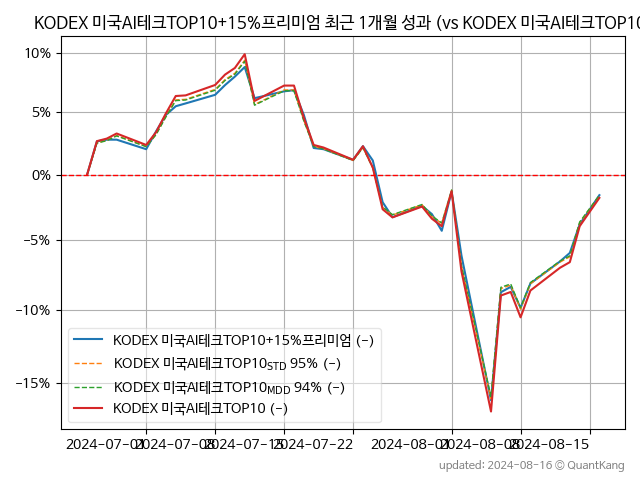 KODEX 미국AI테크TOP10+15%프리미엄 최근 1개월 성과 (vs KODEX 미국AI테크TOP10
10%
5%
0%
−5%
−10%
−15%
KODEX 미국AI테크TOP10+15%프리미엄 (-)
KODEX 미국AI테크TOP10STD 95% (-)
KODEX 미국AI테크TOP10MDD 94% (-)
KODEX 미국AI테크TOP10 (-)
2024-07-01 2024-07-08 2024-07-15 2024-07-22 2024-08-01 2024-08-08 2024-08-15
updated: 2024-08-16 © QuantKang